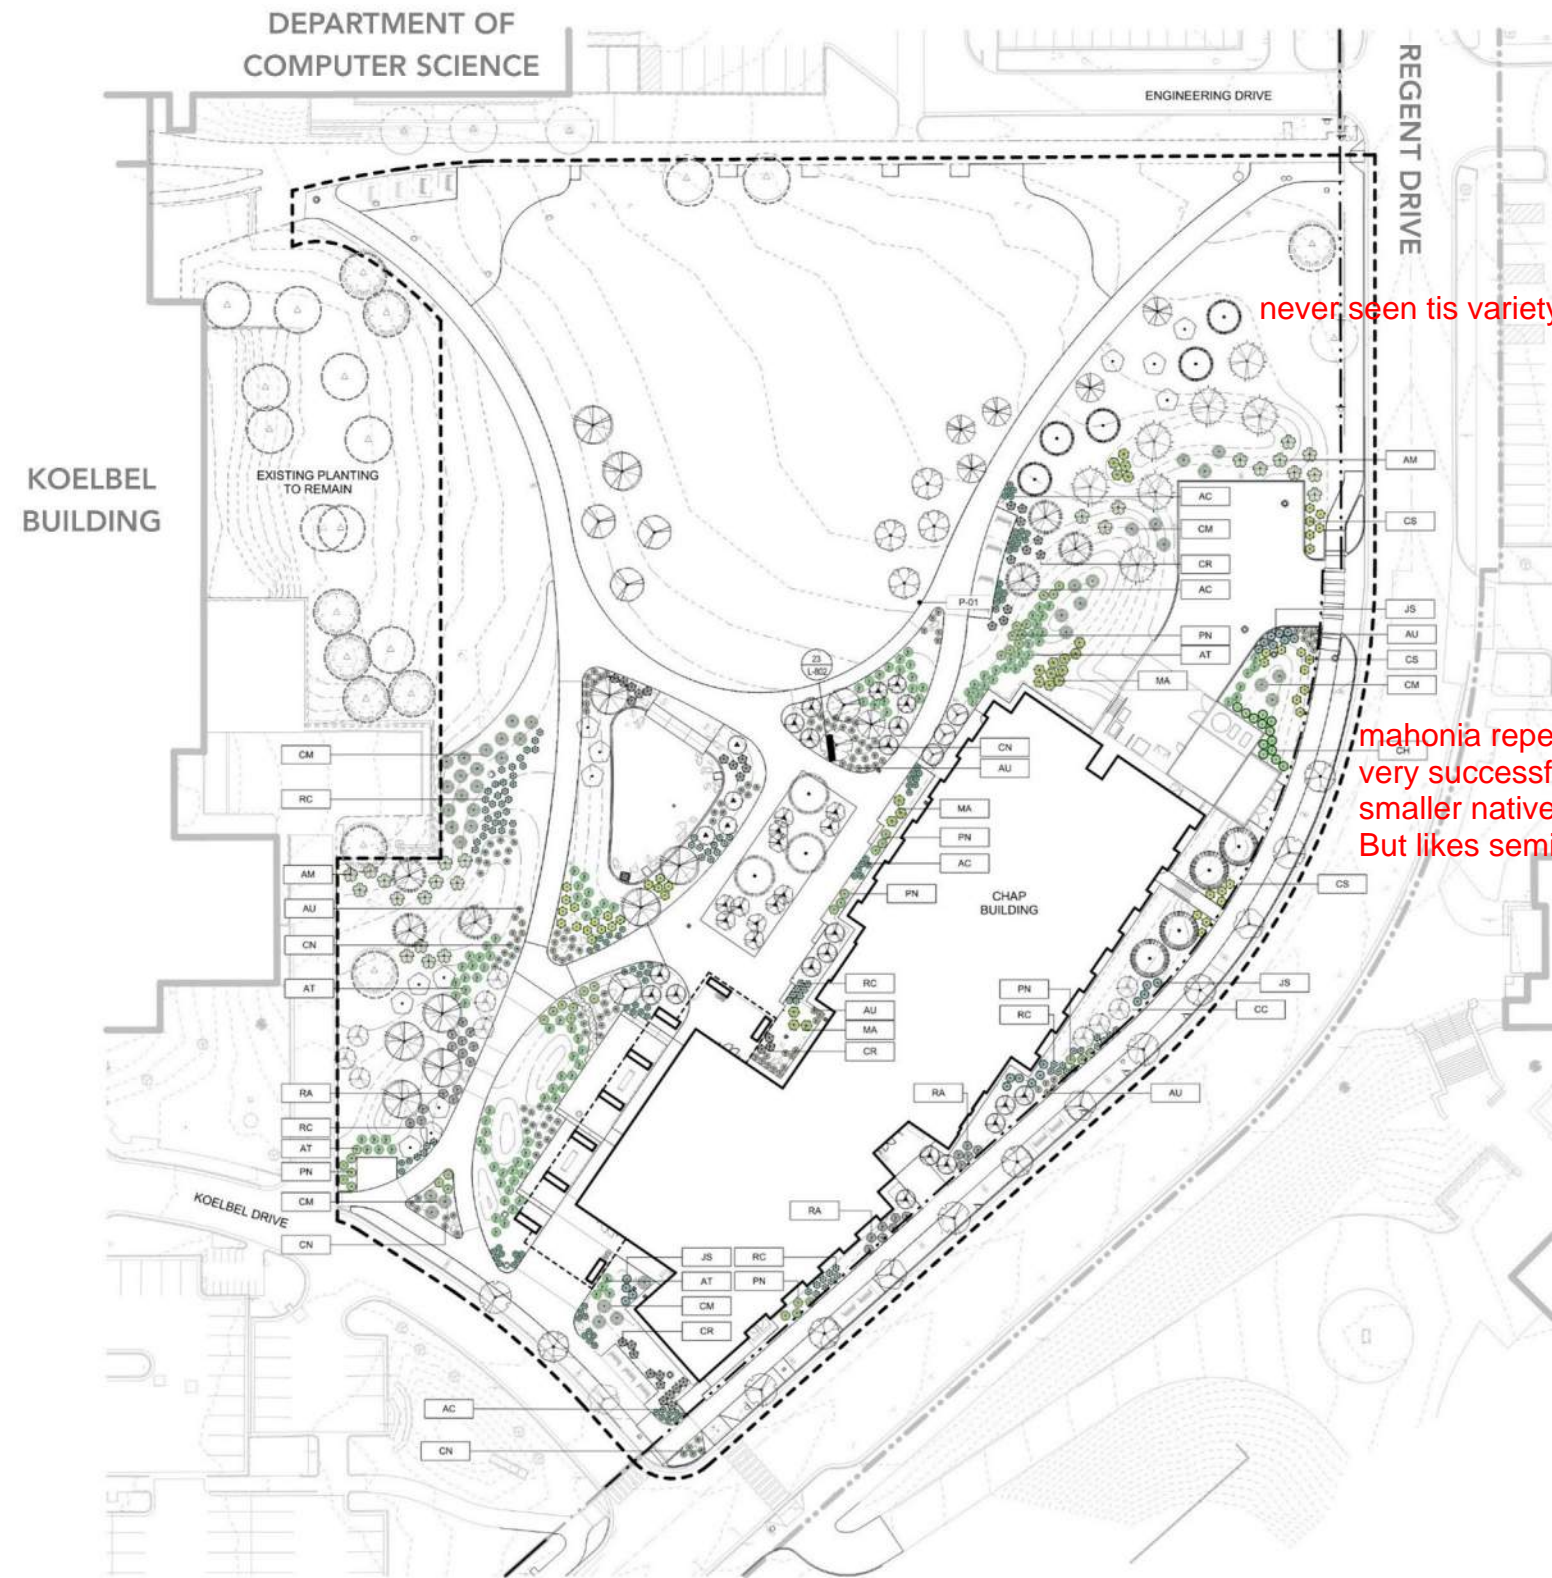 DEPARTMENT OF
COMPUTER SCIENCE
REGENT DRIVE
ENGINEERING DRIVE
never seen tis variety
KOELBEL
BUILDING
EXISTING PLANTING
TO REMAIN
AM
AC
CS
CM
CR
AC
P-01
JS
PN
AU
AT
CS
23
L-802
MA
CM
CN
AU
mahonia repe
CH
very successf
smaller native
But likes semi
CM
RC
MA
PN
AC
PN
CHAP
BUILDING
CS
AM
AU
CN
AT
RC
AU
MA
CR
PN
RC
JS
CC
RA
RA
AU
RC
AT
PN
CM
CN
KOELBEL DRIVE
RA
JS
RC
AT
PN
CM
CR
AC
CN